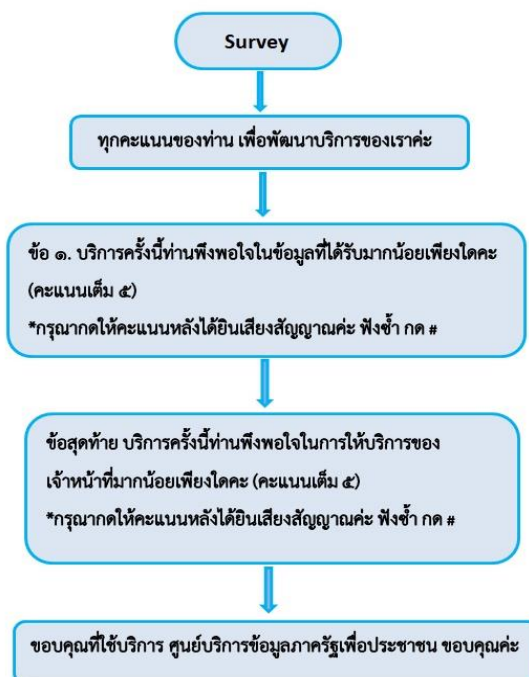 Survey
ทุกคะแนนของท่าน เพื่อพัฒนาบริการของเราค่ะ
ข้อ ๑. บริการครั้งนี้ท่านพึงพอใจในข้อมูลที่ได้รับมากน้อยเพียงใดคะ
(คะแนนเต็ม ๕)
*กรุณากดให้คะแนนหลังได้ยินเสียงสัญญาณค่ะ ฟังซ้ำ กด #
ข้อสุดท้าย บริการครั้งนี้ท่านพึงพอใจในการให้บริการของ
เจ้าหน้าที่มากน้อยเพียงใดคะ (คะแนนเต็ม ๕)
*กรุณากดให้คะแนนหลังได้ยินเสียงสัญญาณค่ะ ฟังซ้ำ กด #
ขอบคุณที่ใช้บริการ ศูนย์บริการข้อมูลภาครัฐเพื่อประชาชน ขอบคุณค่ะ